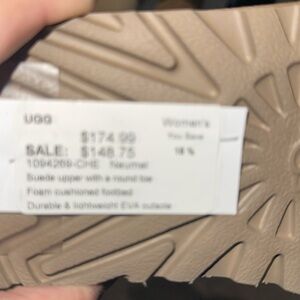 UGG Women's
$174.99 You Save
SALE: $148.75 15 %
1094269-CHE Neumel
Suede upper with a round toe
Foam cushioned footbed
Durable & lightweight EVA outsole